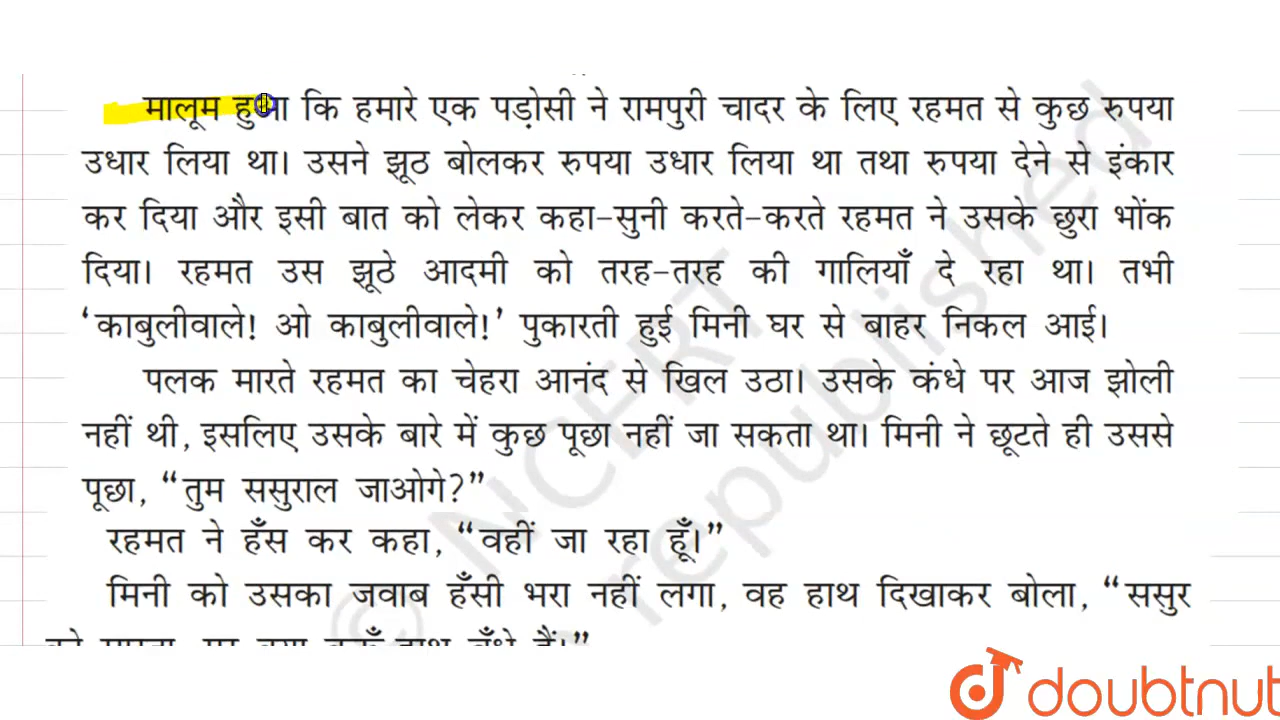 मालूम हुआ कि हमारे एक पड़ोसी ने रामपुरी चादर के लिए रहमत से कुछ रुपया
उधार लिया था। उसने झूठ बोलकर रुपया उधार लिया था तथा रुपया देने से इंकार
कर दिया और इसी बात को लेकर कहा-सुनी करते-करते रहमत ने उसके छुरा भोंक
दिया। रहमत उस झूठे आदमी को तरह-तरह की गालियाँ दे रहा था। तभी
‘काबुलीवाले! ओ काबुलीवाले!’ पुकारती हुई मिनी घर से बाहर निकल आई।
पलक मारते रहमत का चेहरा आनंद से खिल उठा। उसके कंधे पर आज झोली
नहीं थी, इसलिए उसके बारे में कुछ पूछा नहीं जा सकता था। मिनी ने छूटते ही उससे
पूछा, “तुम ससुराल जाओगे?”
रहमत ने हँस कर कहा, “वहीं जा रहा हूँ।”
मिनी को उसका जवाब हँसी भरा नहीं लगा, वह हाथ दिखाकर बोला, “ससुर
© NCERT
republished
doubtnut